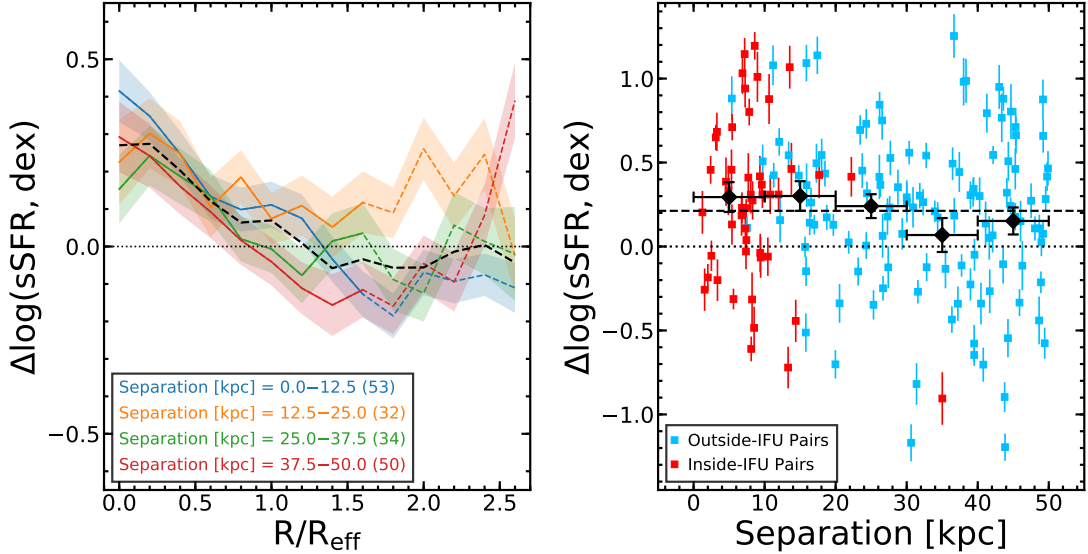 Δlog(sSFR, dex)
0.5
0.0
−0.5
0.0
0.5
1.0
1.5
2.0
2.5
R/Reff
Separation [kpc] = 0.0−12.5 (53)
Separation [kpc] = 12.5−25.0 (32)
Separation [kpc] = 25.0−37.5 (34)
Separation [kpc] = 37.5−50.0 (50)
Δlog(sSFR, dex)
1.0
0.5
0.0
−0.5
−1.0
0
10
20
30
40
50
Separation [kpc]
Outside-IFU Pairs
Inside-IFU Pairs